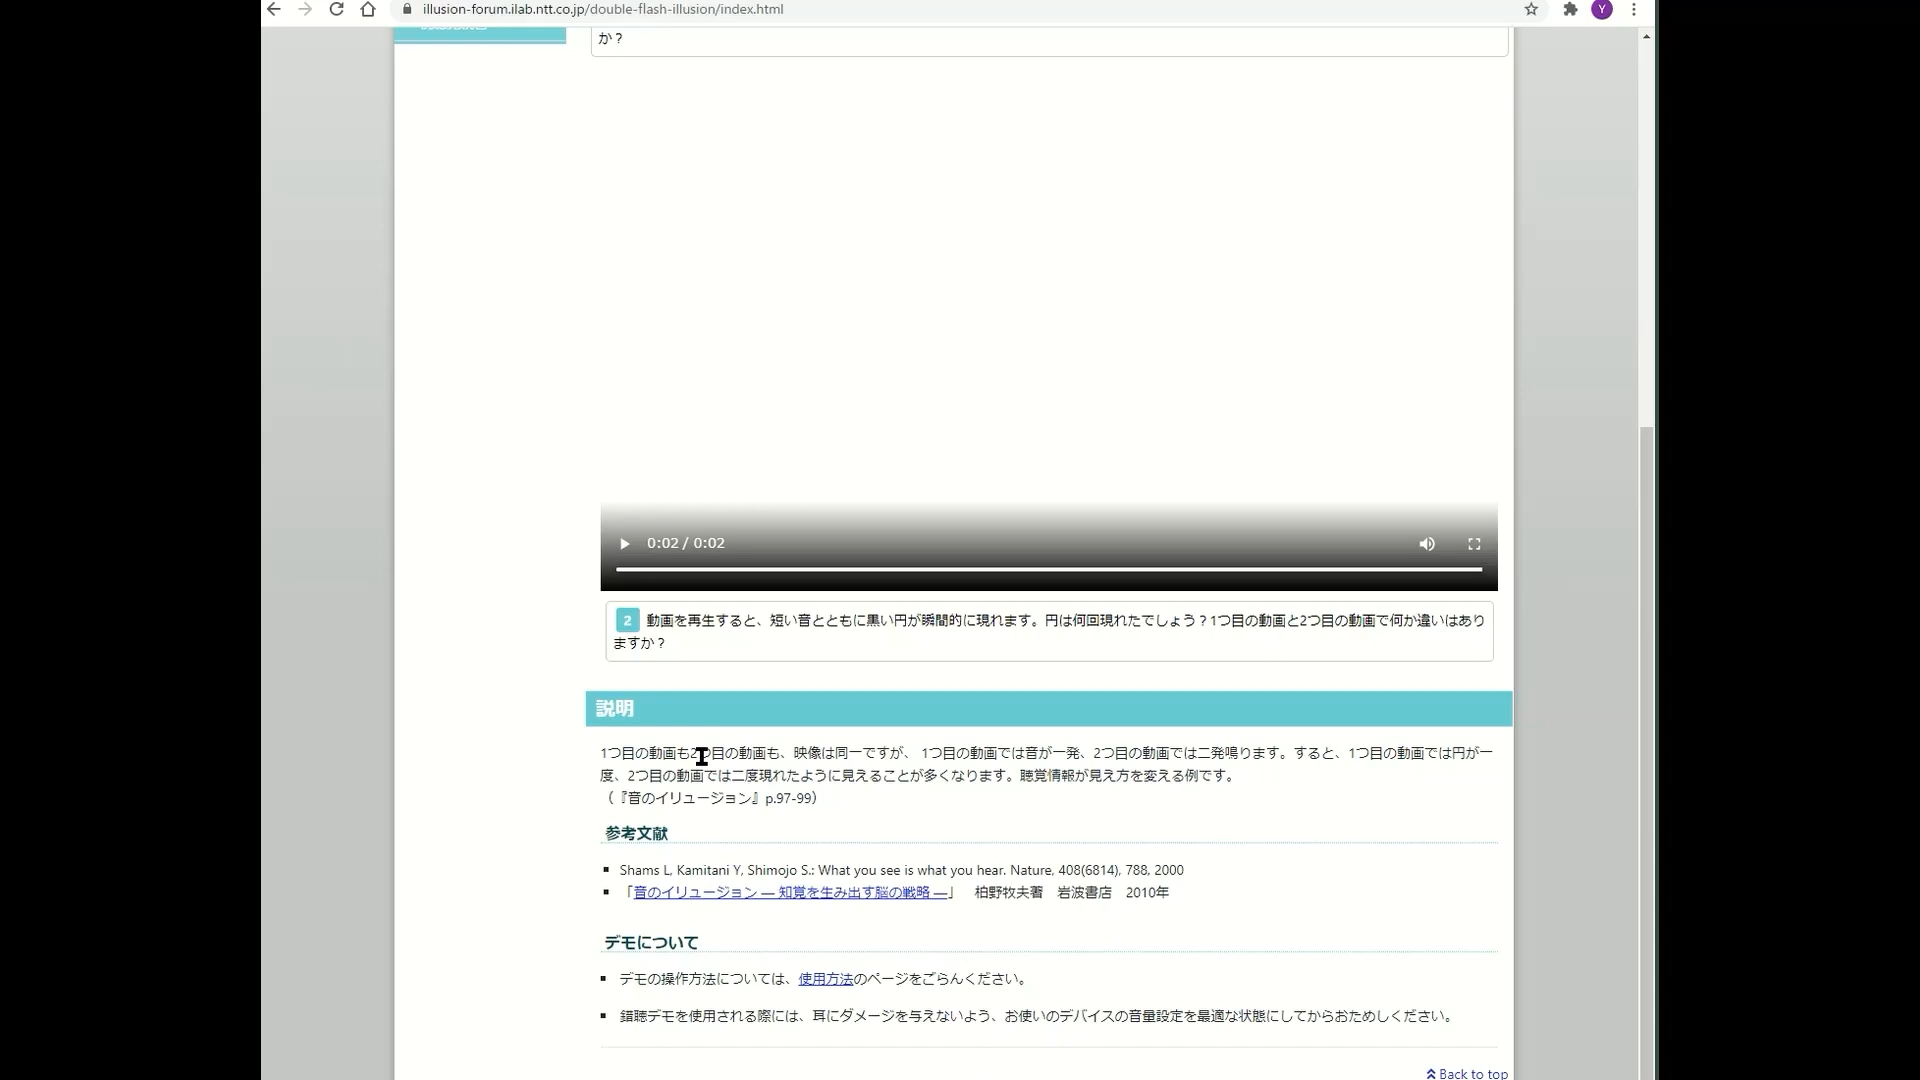 illusion-forum.ilab.ntt.co.jp/double-flash-illusion/index.html
Y
か？
0:02 / 0:02
2 動画を再生すると、短い音とともに黒い円が瞬間的に現れます。円は何回現れたでしょう？1つ目の動画と2つ目の動画で何か違いはあり
ますか？
説明
1つ目の動画も2つ目の動画も、映像は同一ですが、 1つ目の動画では音が一発、2つ目の動画では二発鳴ります。すると、1つ目の動画では円が一
度、2つ目の動画では二度現れたように見えることが多くなります。聴覚情報が見え方を変える例です。
（『音のイリュージョン』p.97-99）
参考文献
Shams L, Kamitani Y, Shimojo S.: What you see is what you hear. Nature, 408(6814), 788, 2000
「音のイリュージョン ― 知覚を生み出す脳の戦略 ―」　柏野牧夫著　岩波書店　2010年
デモについて
デモの操作方法については、使用方法のページをごらんください。
錯聴デモを使用される際には、耳にダメージを与えないよう、お使いのデバイスの音量設定を最適な状態にしてからおためしください。
Back to top